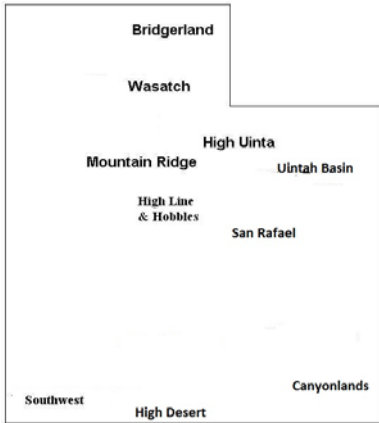 Bridgerland
Wasatch
High Uinta
Mountain Ridge
Uintah Basin
High Line
& Hobbles
San Rafael
Canyonlands
Southwest
High Desert